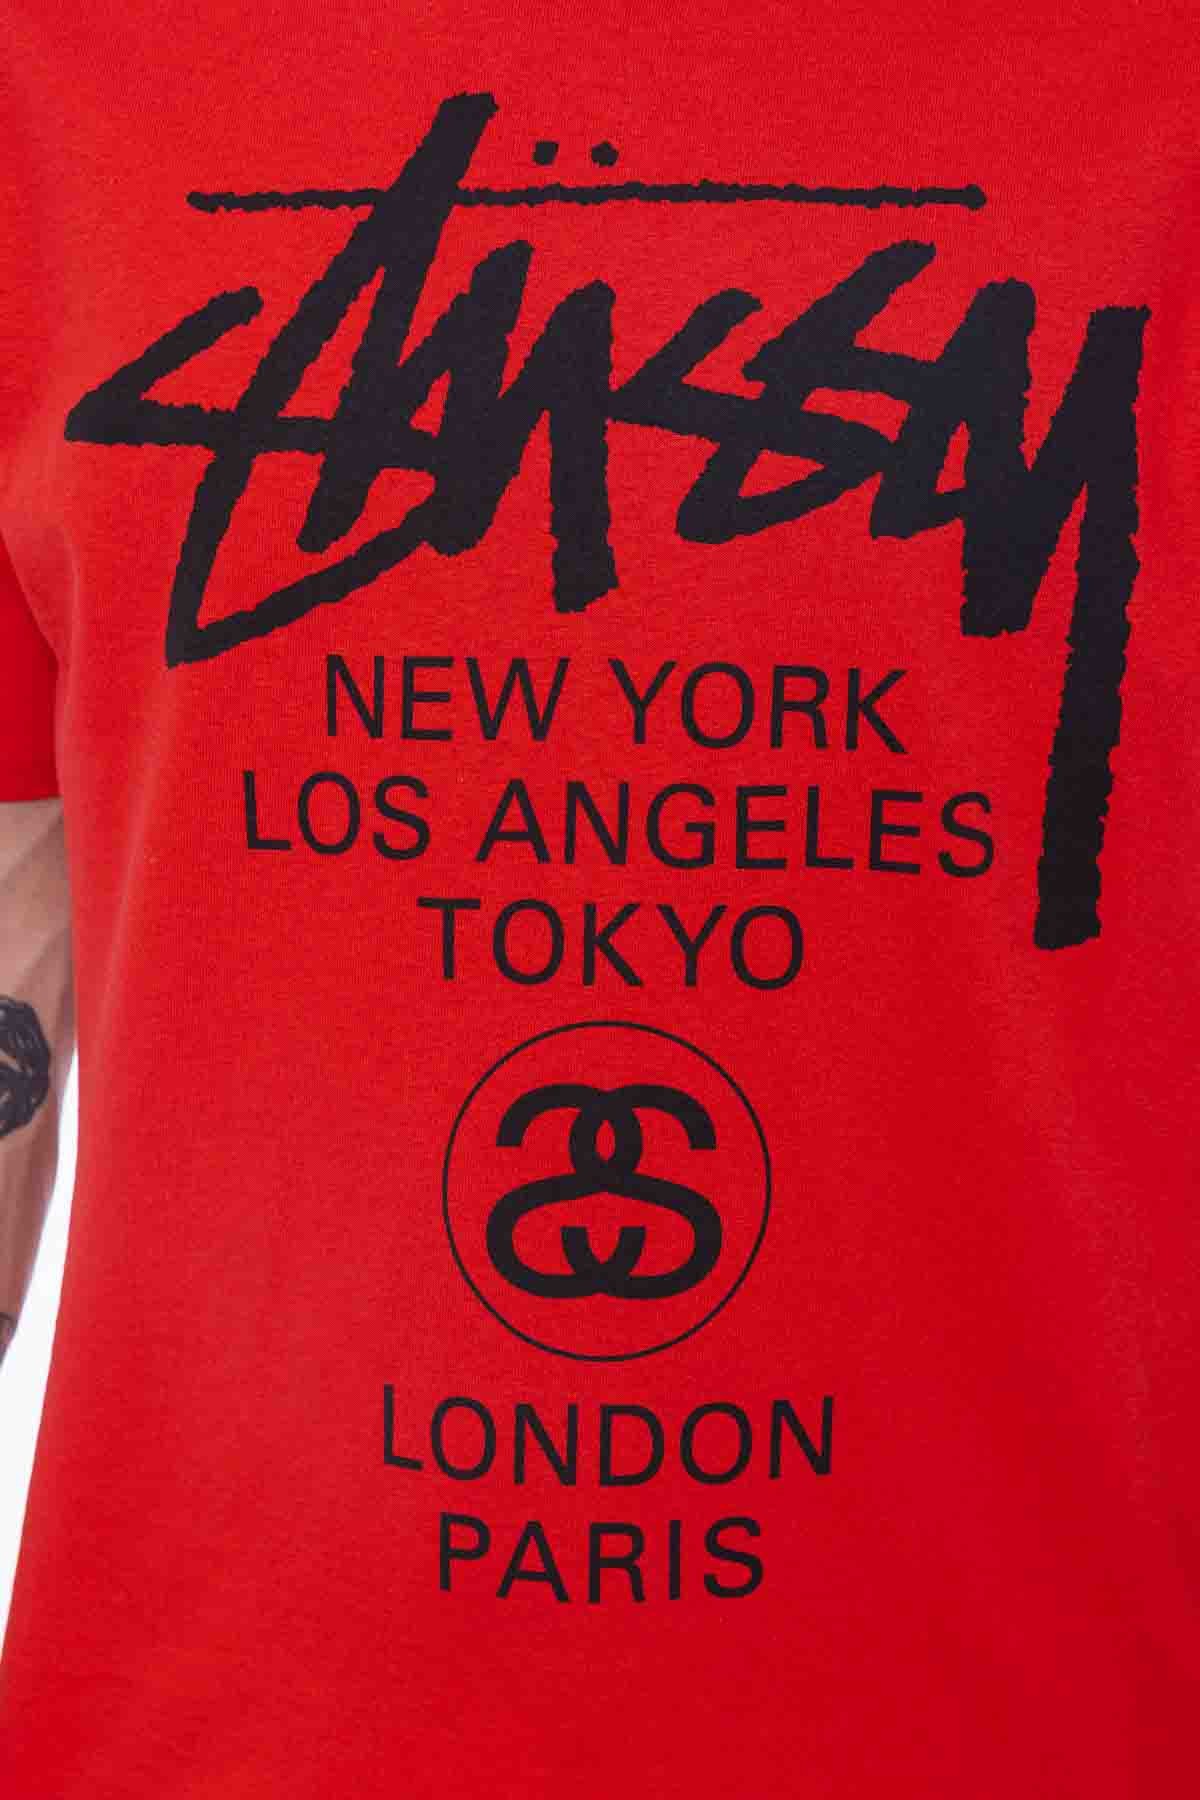 Stüssy
NEW YORK
LOS ANGELES
TOKYO
LONDON
PARIS